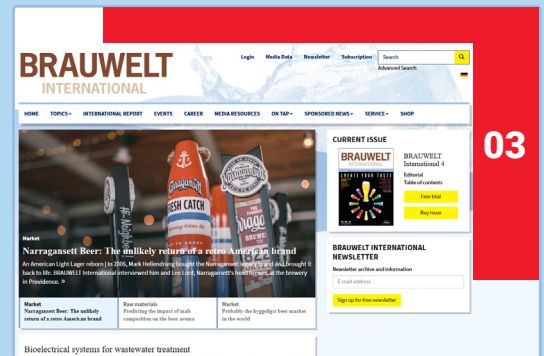 Login Media Data Newsletter Subscription Search
Advanced Search
BRAUWELT
INTERNATIONAL
HOME TOPICS INTERNATIONAL REPORT EVENTS CAREER MEDIA RESOURCES ON TAP SPONSORED NEWS SERVICE SHOP
03
FRESH CATCH
Market
Narragansett Beer: The unlikely return of a retro American brand
An American Light Lager reborn | In 2005, Mark Hellendrung bought the Narragansett legacy brand and brought it
back to life. BRAUWELT International interviewed him and Lee Lord, Narragansett's head brewer, at the brewery
in Providence. »
Market
Narragansett Beer: The unlikely
return of a retro American brand
Raw materials
Predicting the impact of malt
composition on the beer aroma
Market
Probably the hyggeligst beer market
in the world
Bioelectrical systems for wastewater treatment
CURRENT ISSUE
BRAUWELT
CREATE YOUR TASTE
BRAUWELT
International 4
Editorial
Table of contents
Free trial
Buy issue
BRAUWELT INTERNATIONAL
NEWSLETTER
Newsletter archive and information
E-mail address
Sign up for free newsletter